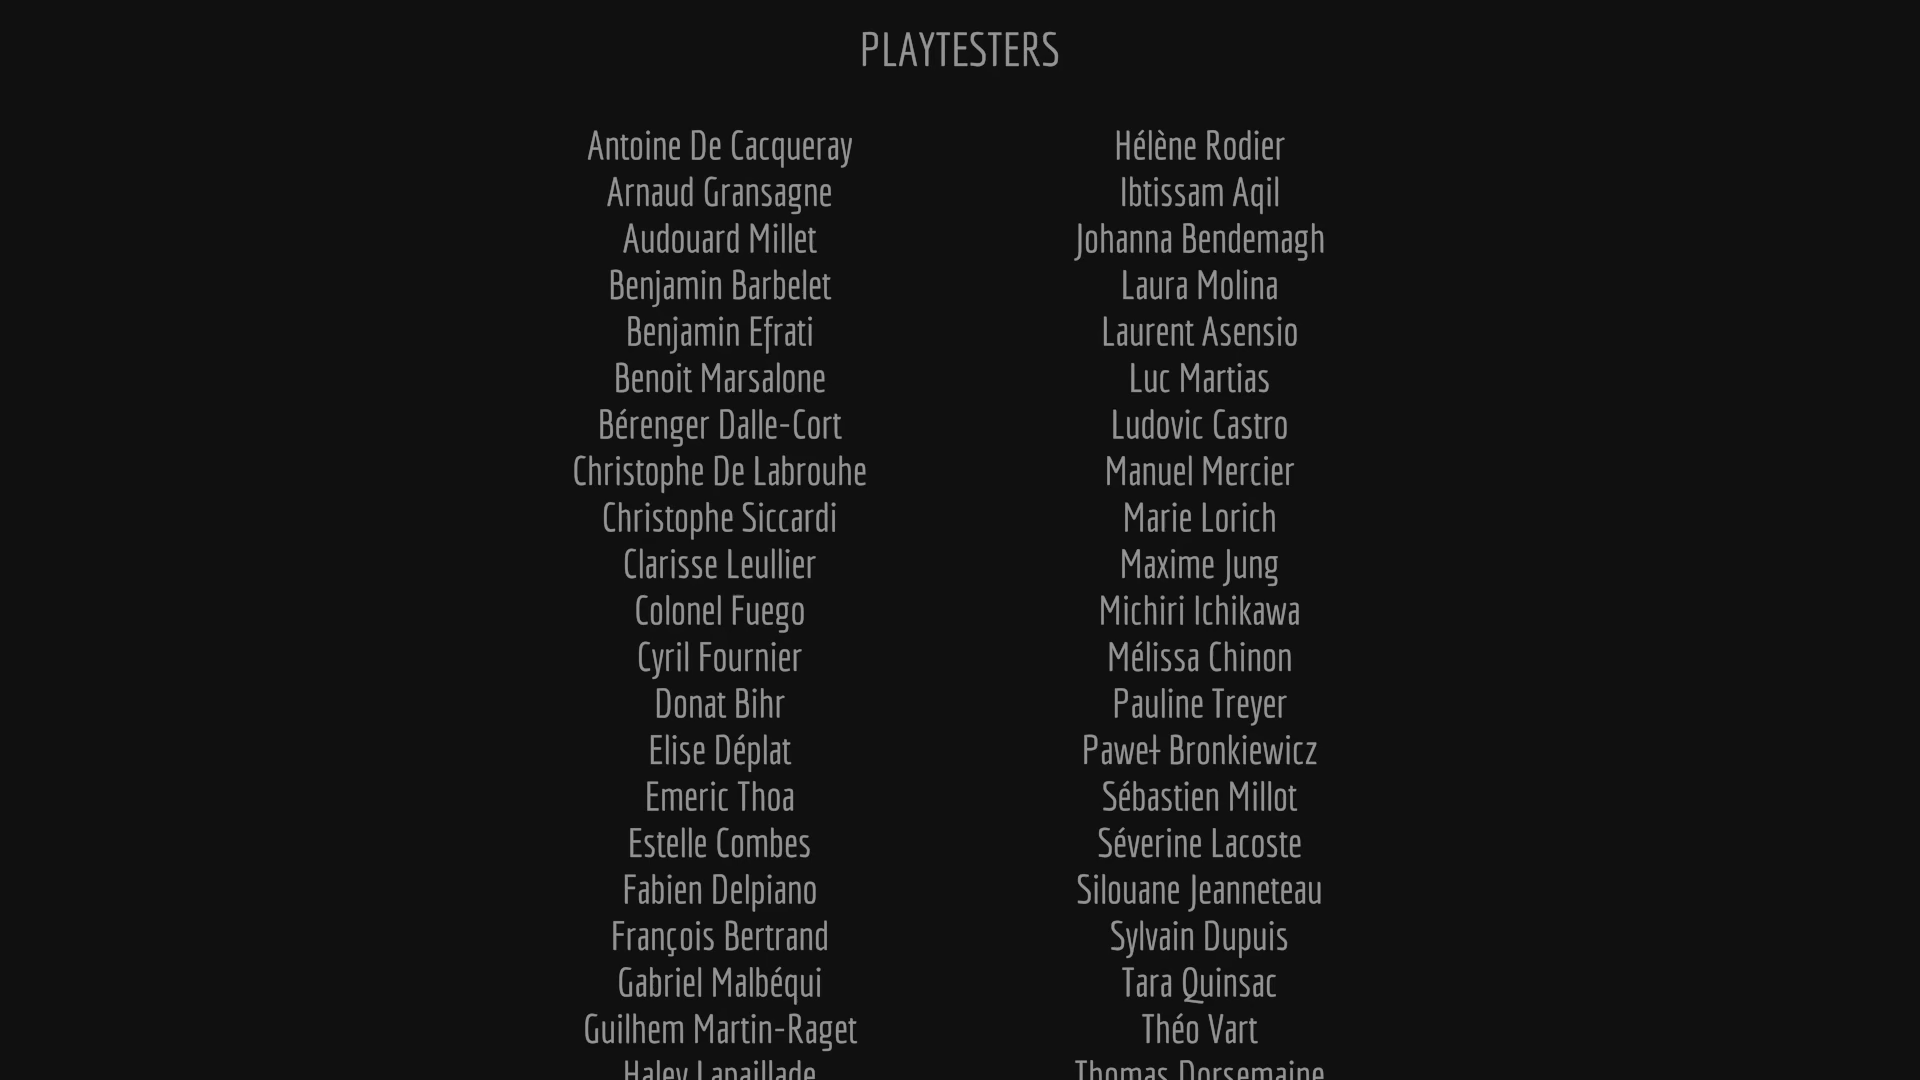 PLAYTESTERS
Antoine De Cacqueray
Arnaud Gransagne
Audouard Millet
Benjamin Barbelet
Benjamin Efrati
Benoit Marsalone
Bérenger Dalle-Cort
Christophe De Labrouhe
Christophe Siccardi
Clarisse Leullier
Colonel Fuego
Cyril Fournier
Donat Bihr
Elise Déplat
Emeric Thoa
Estelle Combes
Fabien Delpiano
François Bertrand
Gabriel Malbéqui
Guilhem Martin-Raget
Haley Lapaillade
Hélène Rodier
Ibtissam Aqil
Johanna Bendemagh
Laura Molina
Laurent Asensio
Luc Martias
Ludovic Castro
Manuel Mercier
Marie Lorich
Maxime Jung
Michiri Ichikawa
Mélissa Chinon
Pauline Treyer
Paweł Bronkiewicz
Sébastien Millot
Séverine Lacoste
Silouane Jeanneteau
Sylvain Dupuis
Tara Quinsac
Théo Vart
Thomas Dorsemaine